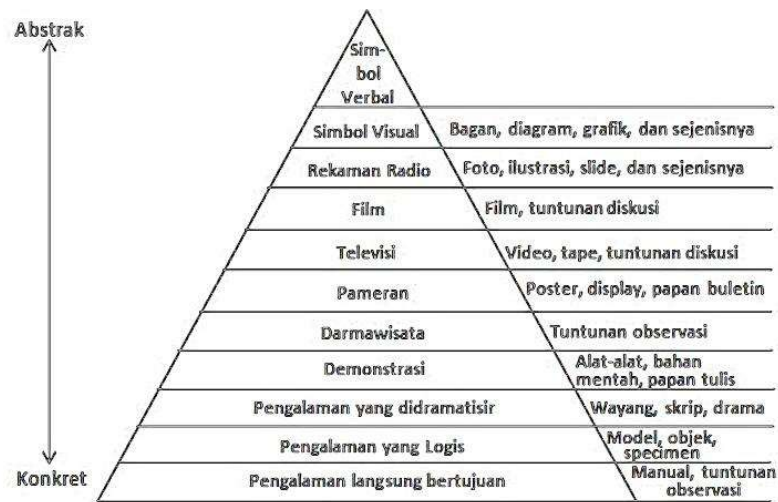 Abstrak
Sim-
bol
Verbal
Simbol Visual
Bagan, diagram, grafik, dan sejenisnya
Rekaman Radio
Foto, ilustrasi, slide, dan sejenisnya
Film
Film, tuntunan diskusi
Televisi
Video, tape, tuntunan diskusi
Pameran
Poster, display, papan buletin
Darmawisata
Tuntunan observasi
Demonstrasi
Alat-alat, bahan
mentah, papan tulis
Pengalaman yang didramatisir
Wayang, skrip, drama
Pengalaman yang Logis
Model, objek,
specimen
Konkret
Pengalaman langsung bertujuan
Manual, tuntunan
observasi